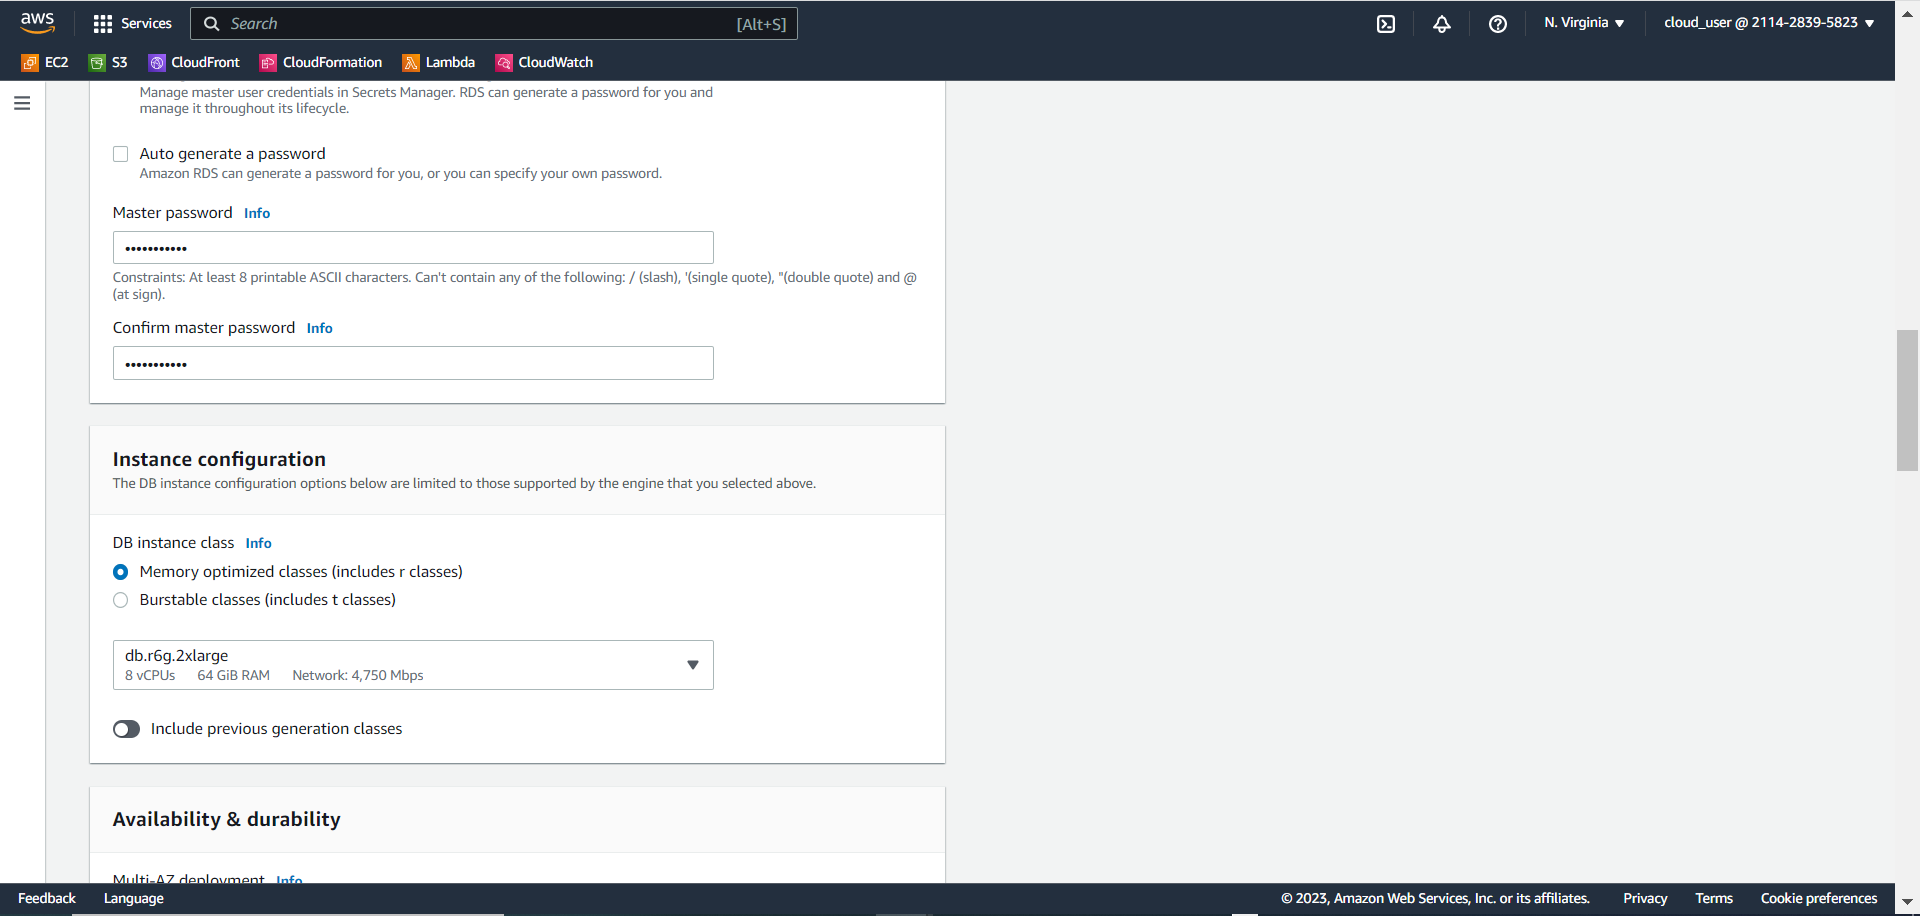 aws
Services
Search
[Alt+S]
N. Virginia
cloud_user @ 2114-2839-5823
EC2
S3
CloudFront
CloudFormation
Lambda
CloudWatch
Manage master user credentials in Secrets Manager. RDS can generate a password for you and
manage it throughout its lifecycle.
Auto generate a password
Amazon RDS can generate a password for you, or you can specify your own password.
Master password Info
•••••••••••
Constraints: At least 8 printable ASCII characters. Can't contain any of the following: / (slash), '(single quote), "(double quote) and @
(at sign).
Confirm master password Info
•••••••••••
Instance configuration
The DB instance configuration options below are limited to those supported by the engine that you selected above.
DB instance class Info
Memory optimized classes (includes r classes)
Burstable classes (includes t classes)
db.r6g.2xlarge
8 vCPUs 64 GiB RAM Network: 4,750 Mbps
Include previous generation classes
Availability & durability
Multi-AZ deployment Info
Feedback
Language
© 2023, Amazon Web Services, Inc. or its affiliates.
Privacy
Terms
Cookie preferences